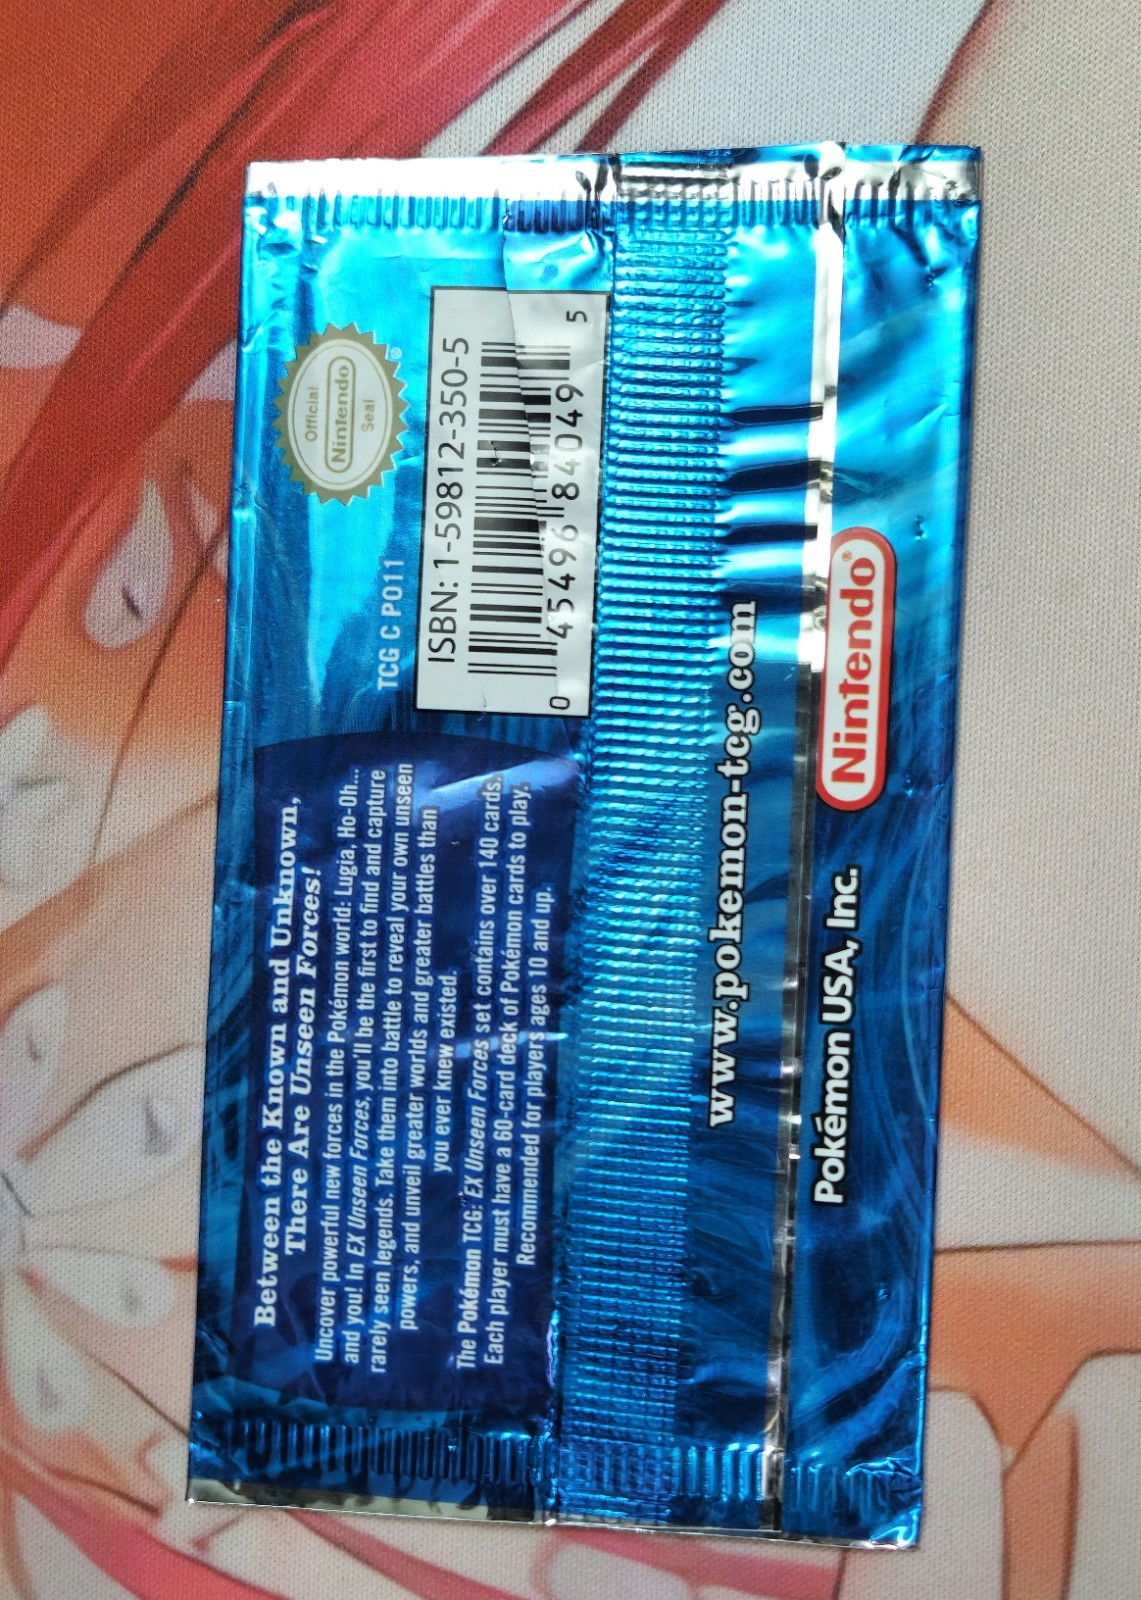 Between the Known and Unknown,
There Are Unseen Forces!
Uncover powerful new forces in the Pokémon world: Lugia, Ho-Oh...
and you! In EX Unseen Forces, you'll be the first to find and capture
rarely seen legends. Take them into battle to reveal your own unseen
powers, and unveil greater worlds and greater battles than
you ever knew existed.
The Pokémon TCG: EX Unseen Forces set contains over 140 cards.
Each player must have a 60-card deck of Pokémon cards to play.
Recommended for players ages 10 and up.
Official
Nintendo
Seal
®
TCG C P011
ISBN: 1-59812-350-5
0 45496 84049 5
www.pokemon-tcg.com
Pokémon USA, Inc.
Nintendo®